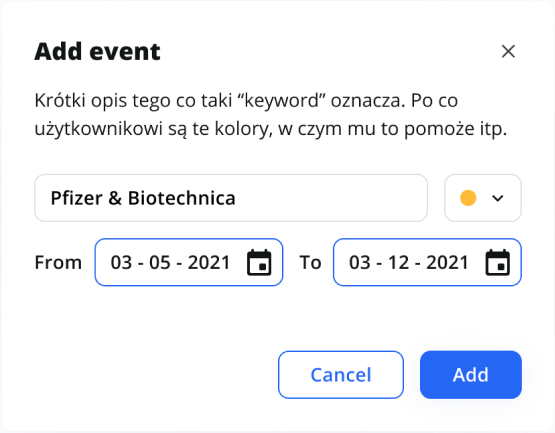 Add event
Krótki opis tego co taki “keyword” oznacza. Po co
użytkownikowi są te kolory, w czym mu to pomoże itp.
Pfizer & Biotechnica
From 03 - 05 - 2021 To 03 - 12 - 2021
Cancel Add